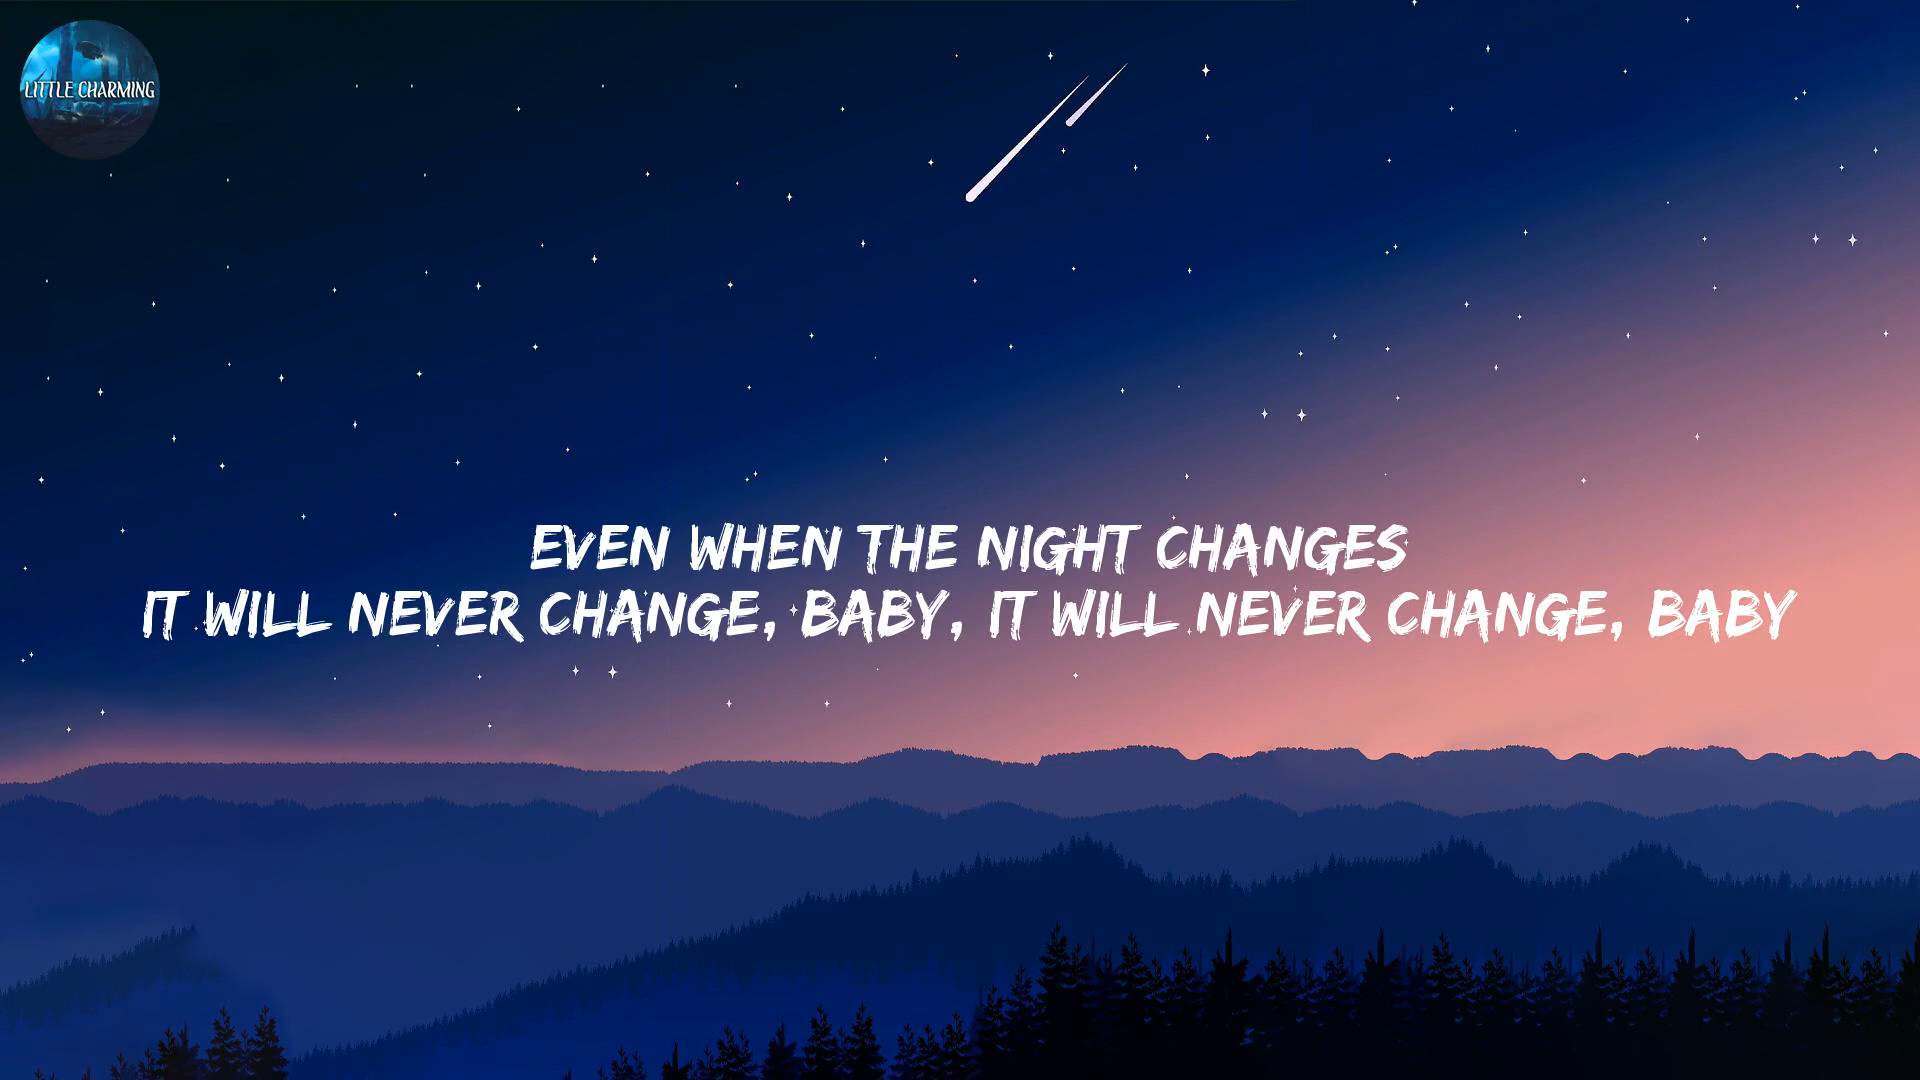 LITTLE CHARMING
EVEN WHEN THE NIGHT CHANGES
IT WILL NEVER CHANGE, BABY, IT WILL NEVER CHANGE, BABY